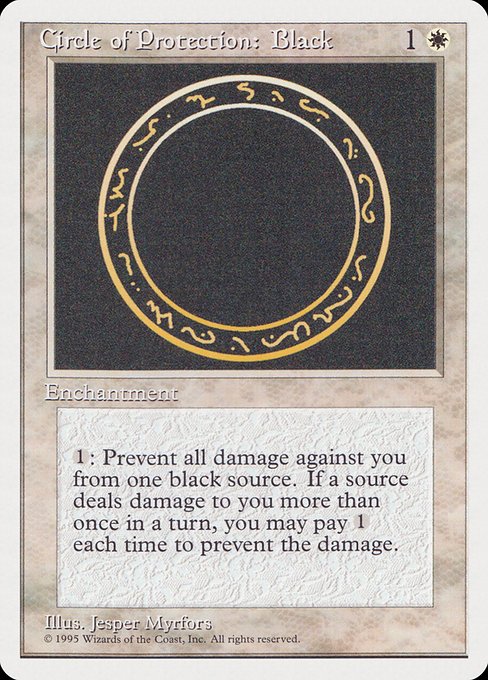 Circle of Protection: Black 1
Enchantment
1: Prevent all damage against you
from one black source. If a source
deals damage to you more than
once in a turn, you may pay 1
each time to prevent the damage.
Illus. Jesper Myrfors
© 1995 Wizards of the Coast, Inc. All rights reserved.